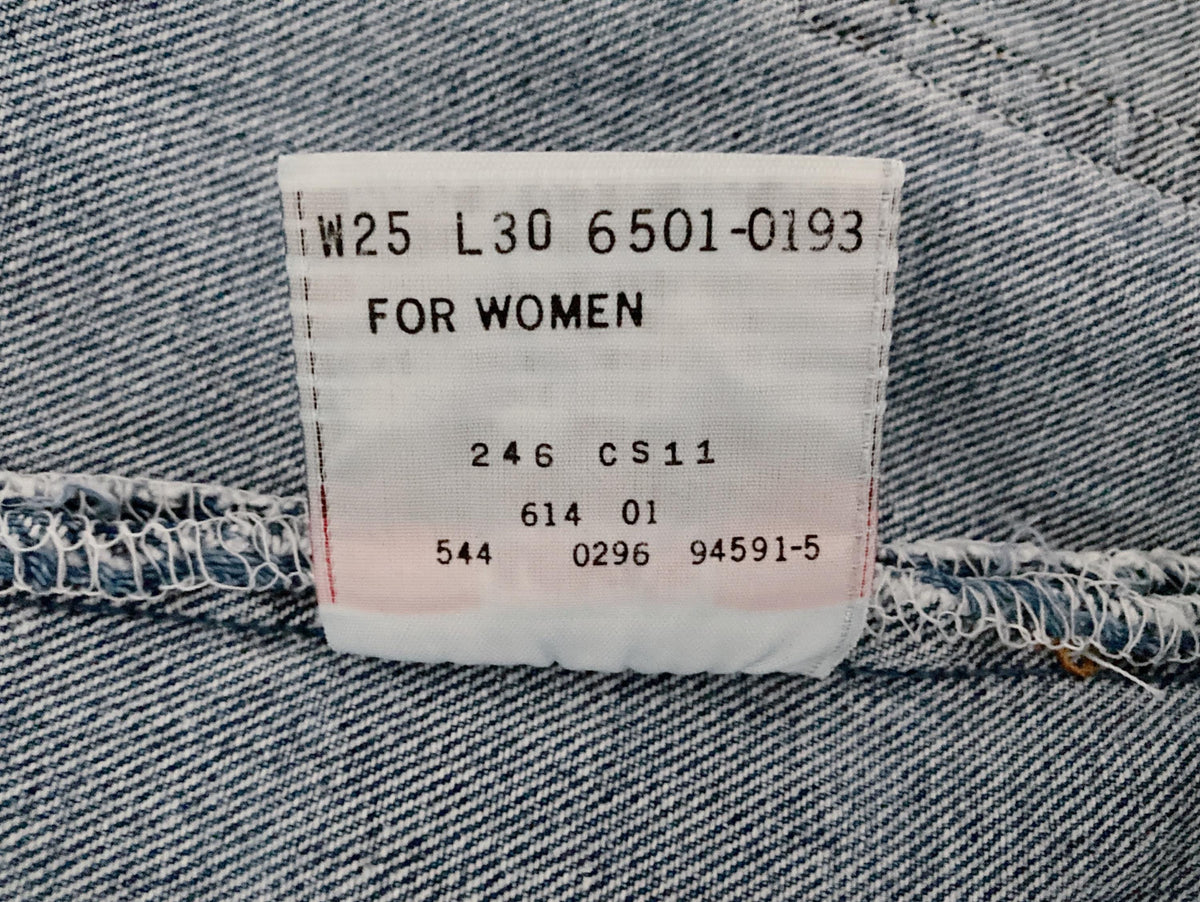 W25 L30 6501-0193
FOR WOMEN
246 CS11
614 01
544 0296 94591-5